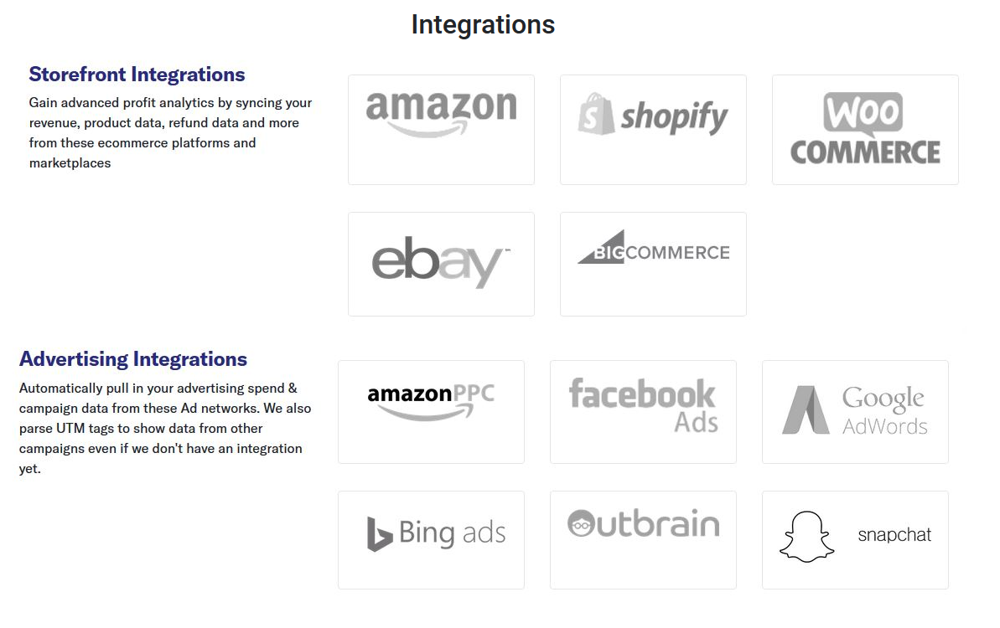 Integrations
Storefront Integrations
Gain advanced profit analytics by syncing your
revenue, product data, refund data and more
from these ecommerce platforms and
marketplaces
amazon
S shopify
Woo
COMMERCE
ebay™
BIGCOMMERCE
Advertising Integrations
Automatically pull in your advertising spend &
campaign data from these Ad networks. We also
parse UTM tags to show data from other
campaigns even if we don't have an integration
yet.
amazonPPC
facebook
Ads
Google
AdWords
Bing ads
Outbrain
snapchat